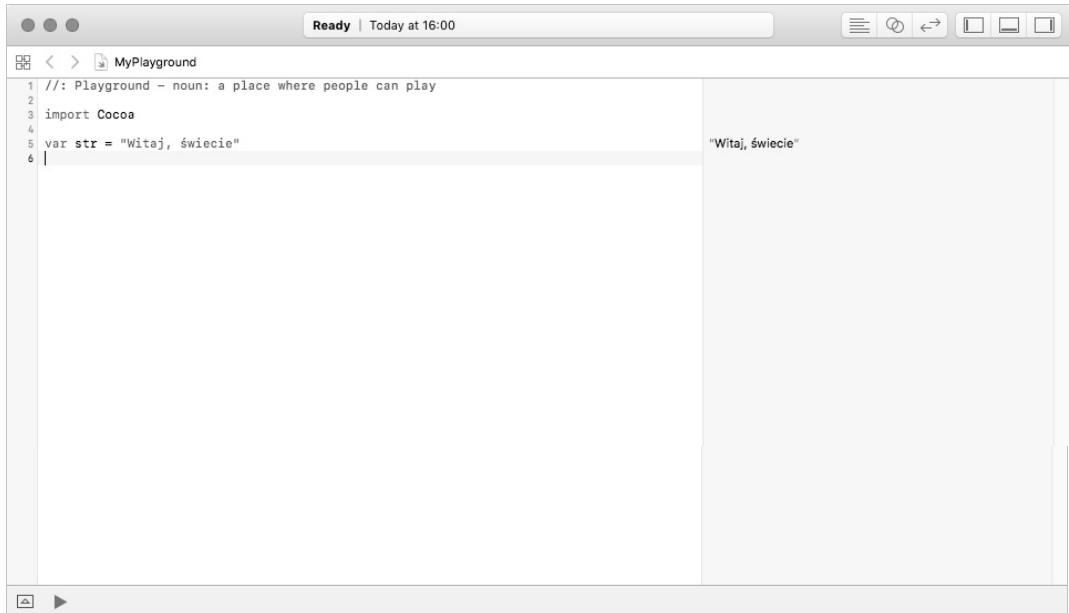 Ready | Today at 16:00
MyPlayground
1 //: Playground – noun: a place where people can play
2
3 import Cocoa
4
5 var str = "Witaj, świecie" "Witaj, świecie"
6